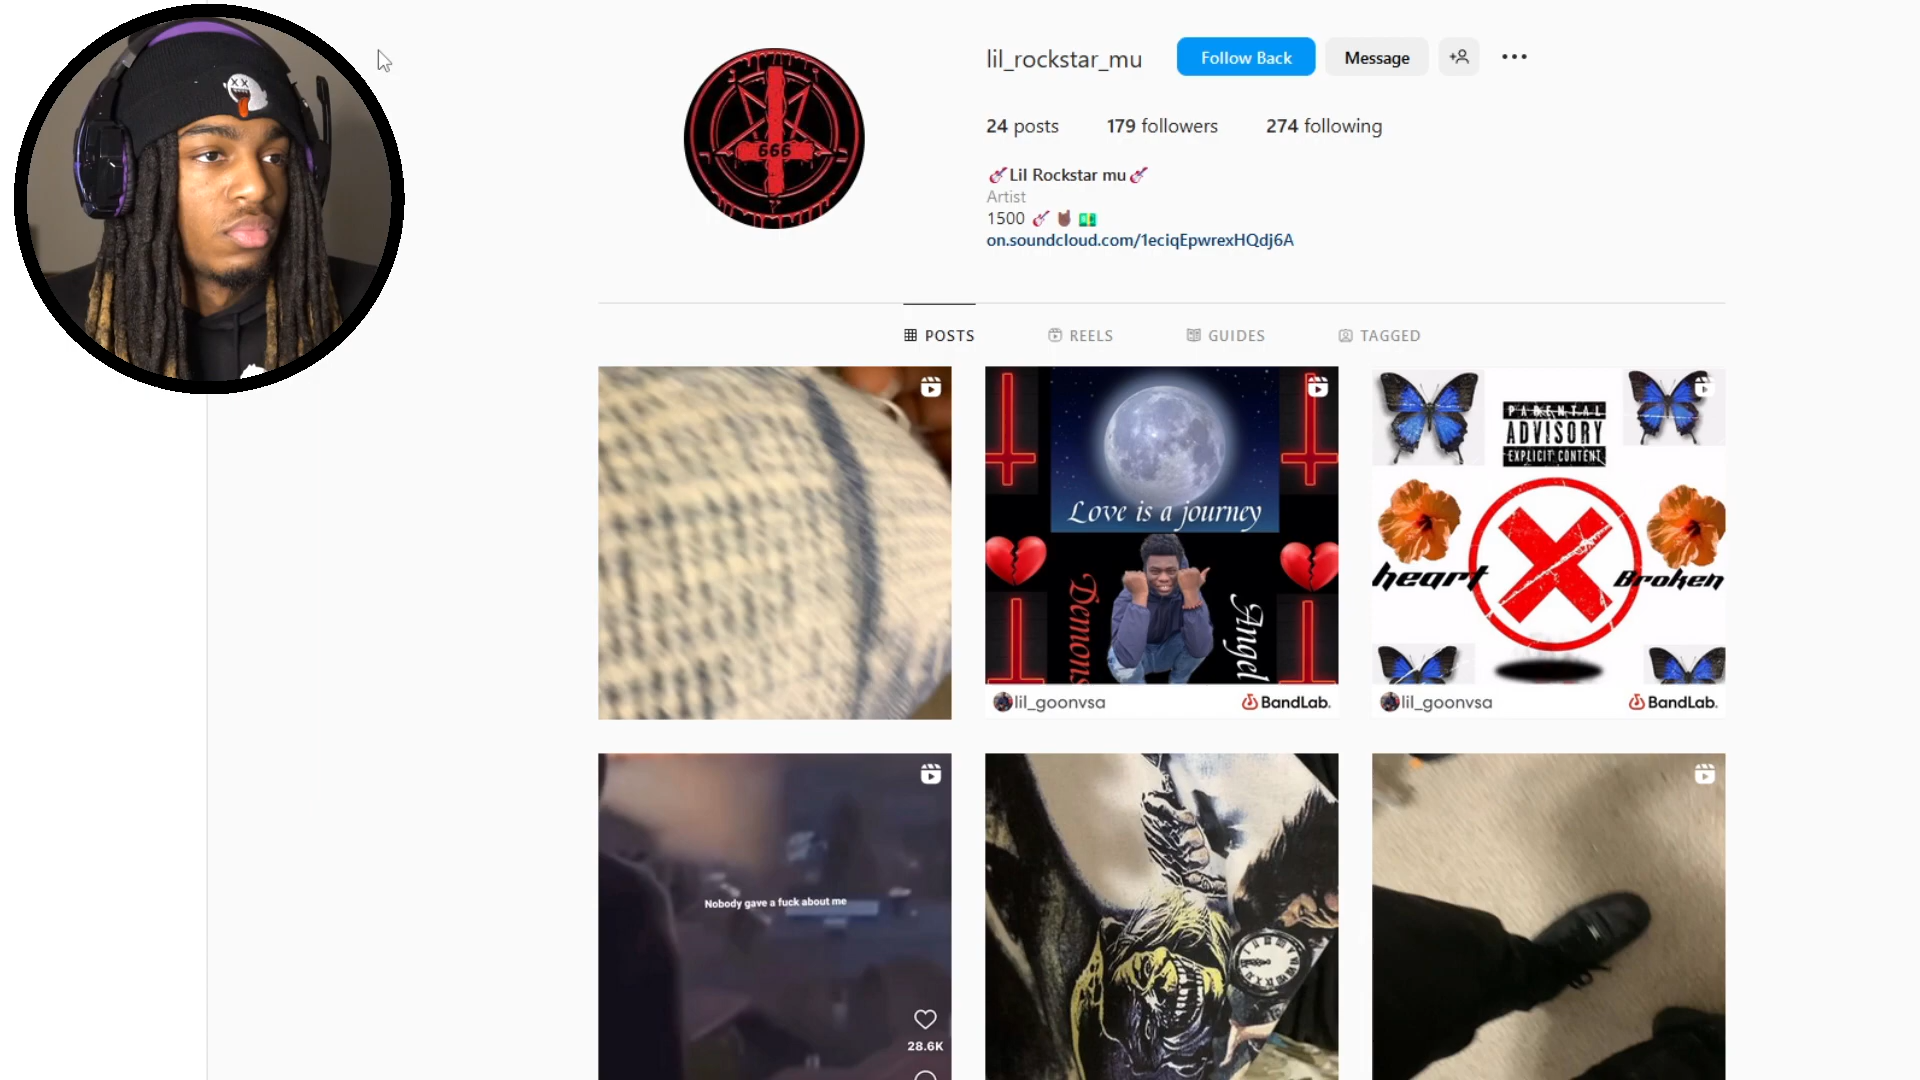 lil_rockstar_mu
Follow Back
Message
24 posts
179 followers
274 following
666
🎸Lil Rockstar mu🎸
Artist
1500 🎸 🤘🏿 💵
on.soundcloud.com/1eciqEpwrexHQdj6A
POSTS
REELS
GUIDES
TAGGED
Love is a journey
Demons
Angel
lil_goonvsa
BandLab.
PARENTAL
ADVISORY
EXPLICIT CONTENT
heart
Broken
lil_goonvsa
BandLab.
Nobody gave a fuck about me
28.6K